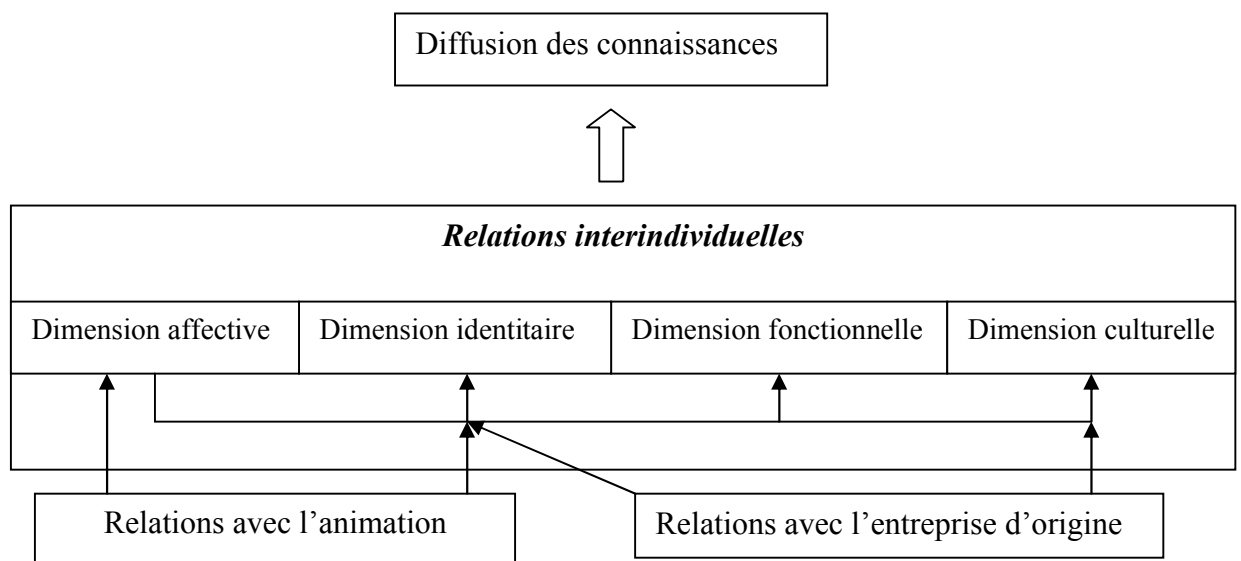 Diffusion des connaissances
Relations interindividuelles
Dimension affective
Dimension identitaire
Dimension fonctionnelle
Dimension culturelle
Relations avec l’animation
Relations avec l’entreprise d’origine